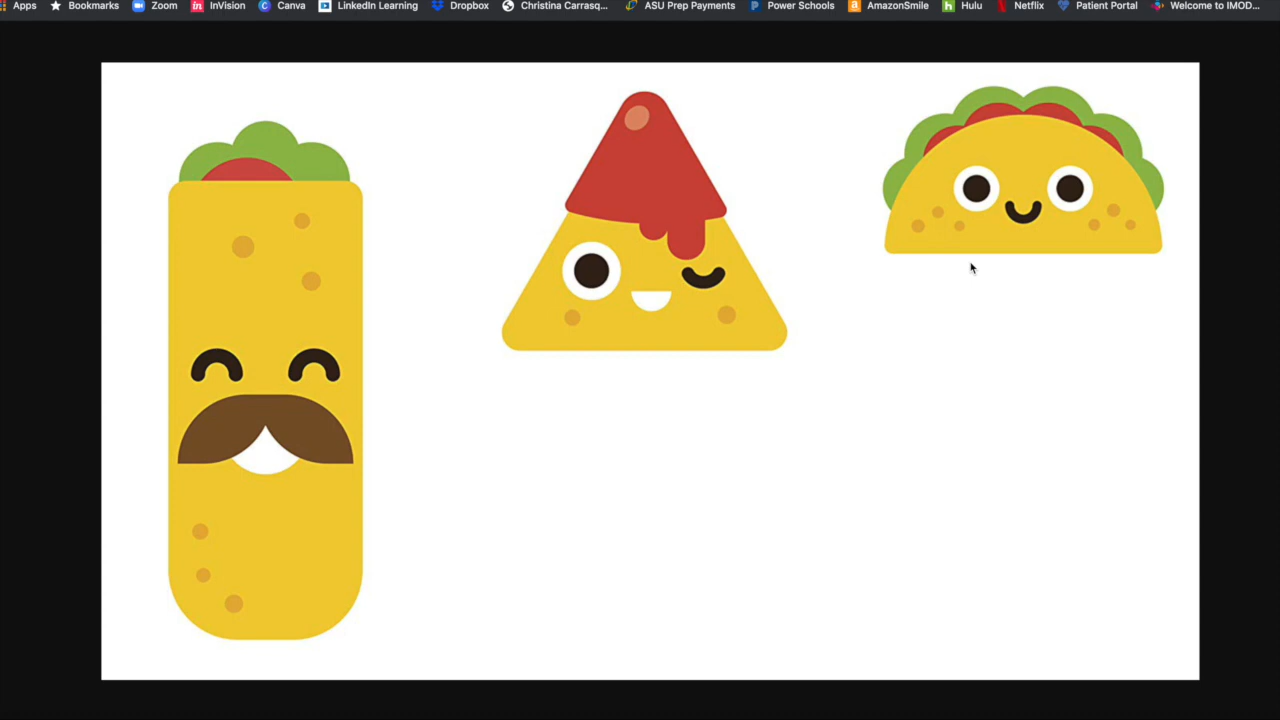 Apps Bookmarks Zoom InVision Canva LinkedIn Learning Dropbox Christina Carrasq... ASU Prep Payments Power Schools AmazonSmile Hulu Netflix Patient Portal Welcome to IMOD...